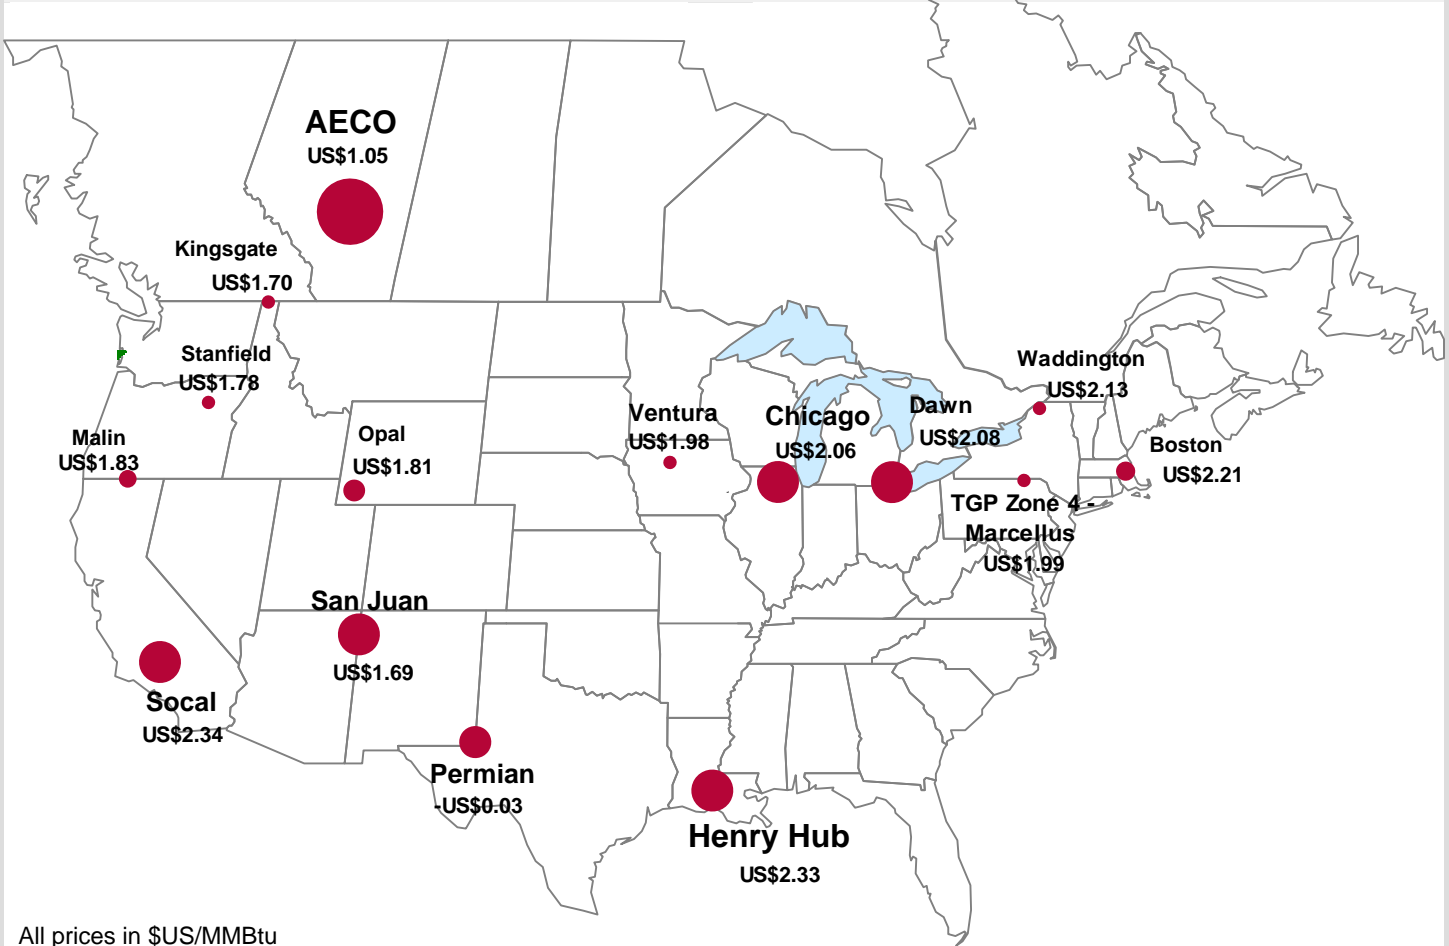 AECO
US$1.05
Kingsgate
US$1.70
Stanfield
US$1.78
Malin
US$1.83
Opal
US$1.81
Ventura
US$1.98
Chicago
US$2.06
Dawn
US$2.08
Waddington
US$2.13
Boston
US$2.21
TGP Zone 4 -
Marcellus
US$1.99
San Juan
US$1.69
Socal
US$2.34
Permian
-US$0.03
Henry Hub
US$2.33
All prices in $US/MMBtu